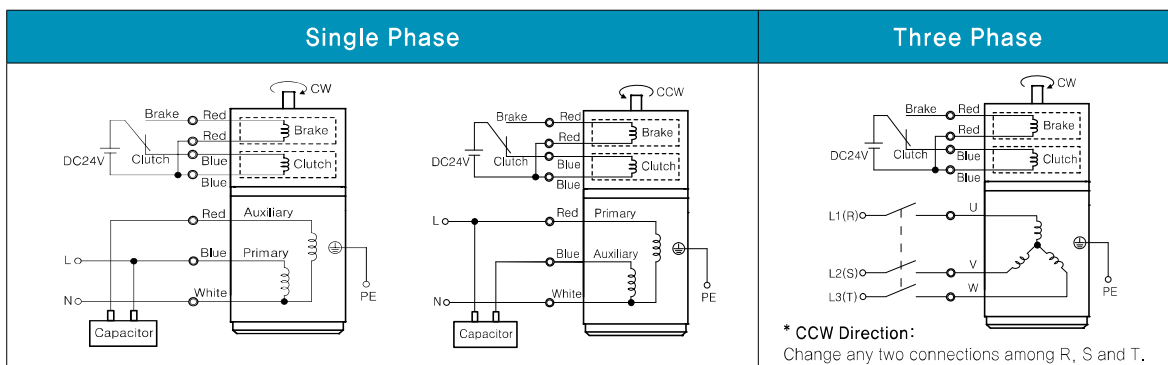 Single Phase
Three Phase
CW
Brake
Red
Red
Brake
DC24V
Clutch
Blue
Clutch
Blue
Red
Auxiliary
L
Blue
Primary
N
White
PE
Capacitor
CCW
Brake
Red
Red
Brake
DC24V
Clutch
Blue
Clutch
Blue
Red
Primary
L
Blue
Auxiliary
N
White
PE
Capacitor
CW
Brake
Red
Red
Brake
DC24V
Clutch
Blue
Clutch
Blue
L1(R)
U
L2(S)
V
L3(T)
W
PE
* CCW Direction:
Change any two connections among R, S and T.